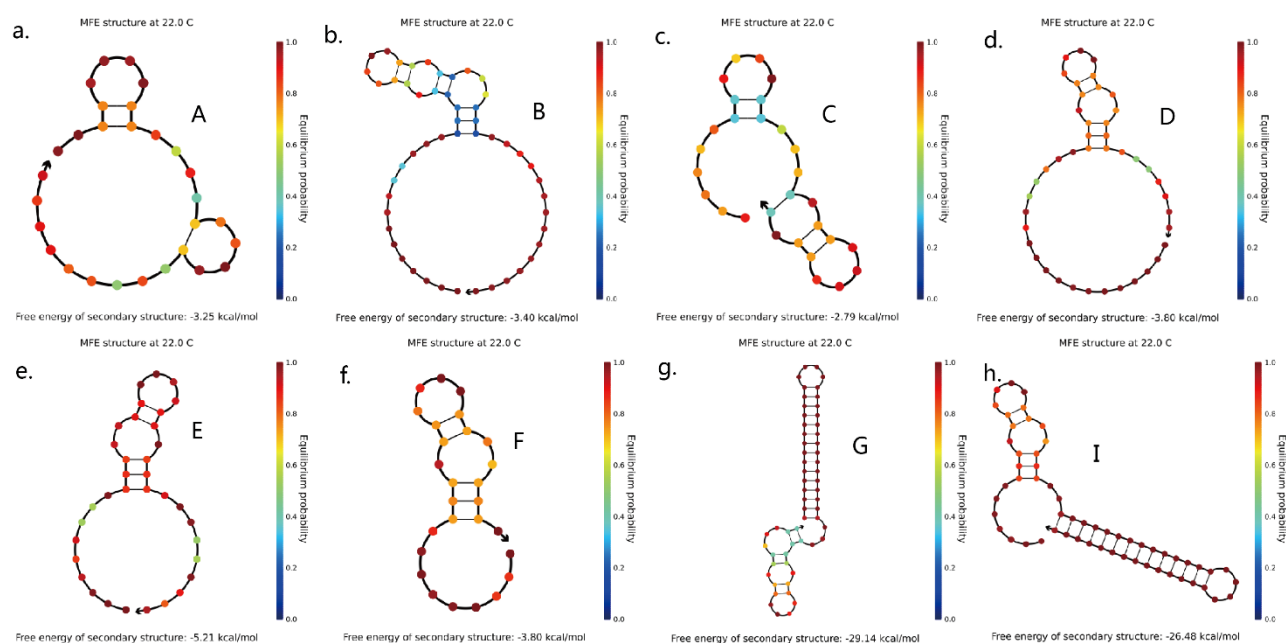 a.
MFE structure at 22.0 C
A
1.0
0.8
0.6
0.4
0.2
0.0
Equilibrium probability
Free energy of secondary structure: -3.25 kcal/mol
b.
MFE structure at 22.0 C
B
1.0
0.8
0.6
0.4
0.2
0.0
Equilibrium probability
Free energy of secondary structure: -3.40 kcal/mol
c.
MFE structure at 22.0 C
C
1.0
0.8
0.6
0.4
0.2
0.0
Equilibrium probability
Free energy of secondary structure: -2.79 kcal/mol
d.
MFE structure at 22.0 C
D
1.0
0.8
0.6
0.4
0.2
0.0
Equilibrium probability
Free energy of secondary structure: -3.80 kcal/mol
e.
MFE structure at 22.0 C
E
1.0
0.8
0.6
0.4
0.2
0.0
Equilibrium probability
Free energy of secondary structure: -5.21 kcal/mol
f.
MFE structure at 22.0 C
F
1.0
0.8
0.6
0.4
0.2
0.0
Equilibrium probability
Free energy of secondary structure: -3.80 kcal/mol
g.
MFE structure at 22.0 C
G
1.0
0.8
0.6
0.4
0.2
0.0
Equilibrium probability
Free energy of secondary structure: -29.14 kcal/mol
h.
MFE structure at 22.0 C
I
1.0
0.8
0.6
0.4
0.2
0.0
Equilibrium probability
Free energy of secondary structure: -26.48 kcal/mol